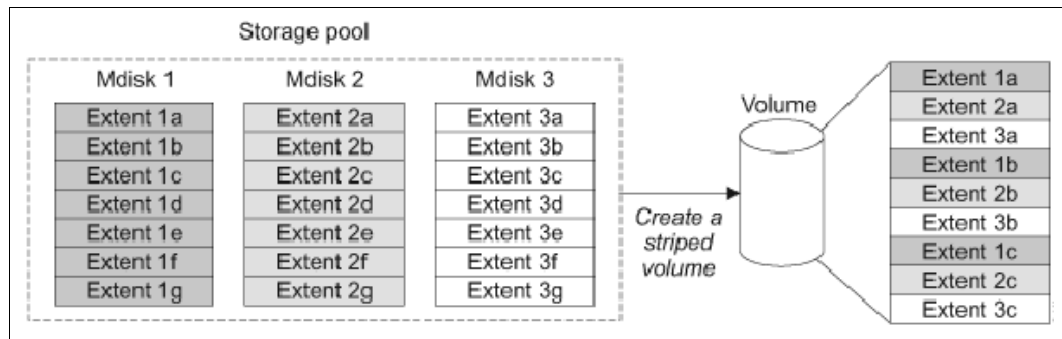 Storage pool
Mdisk 1 Mdisk 2 Mdisk 3
Extent 1a Extent 2a Extent 3a
Extent 1b Extent 2b Extent 3b
Extent 1c Extent 2c Extent 3c
Extent 1d Extent 2d Extent 3d
Extent 1e Extent 2e Extent 3e
Extent 1f Extent 2f Extent 3f
Extent 1g Extent 2g Extent 3g
Create a
striped
volume
Volume
Extent 1a
Extent 2a
Extent 3a
Extent 1b
Extent 2b
Extent 3b
Extent 1c
Extent 2c
Extent 3c